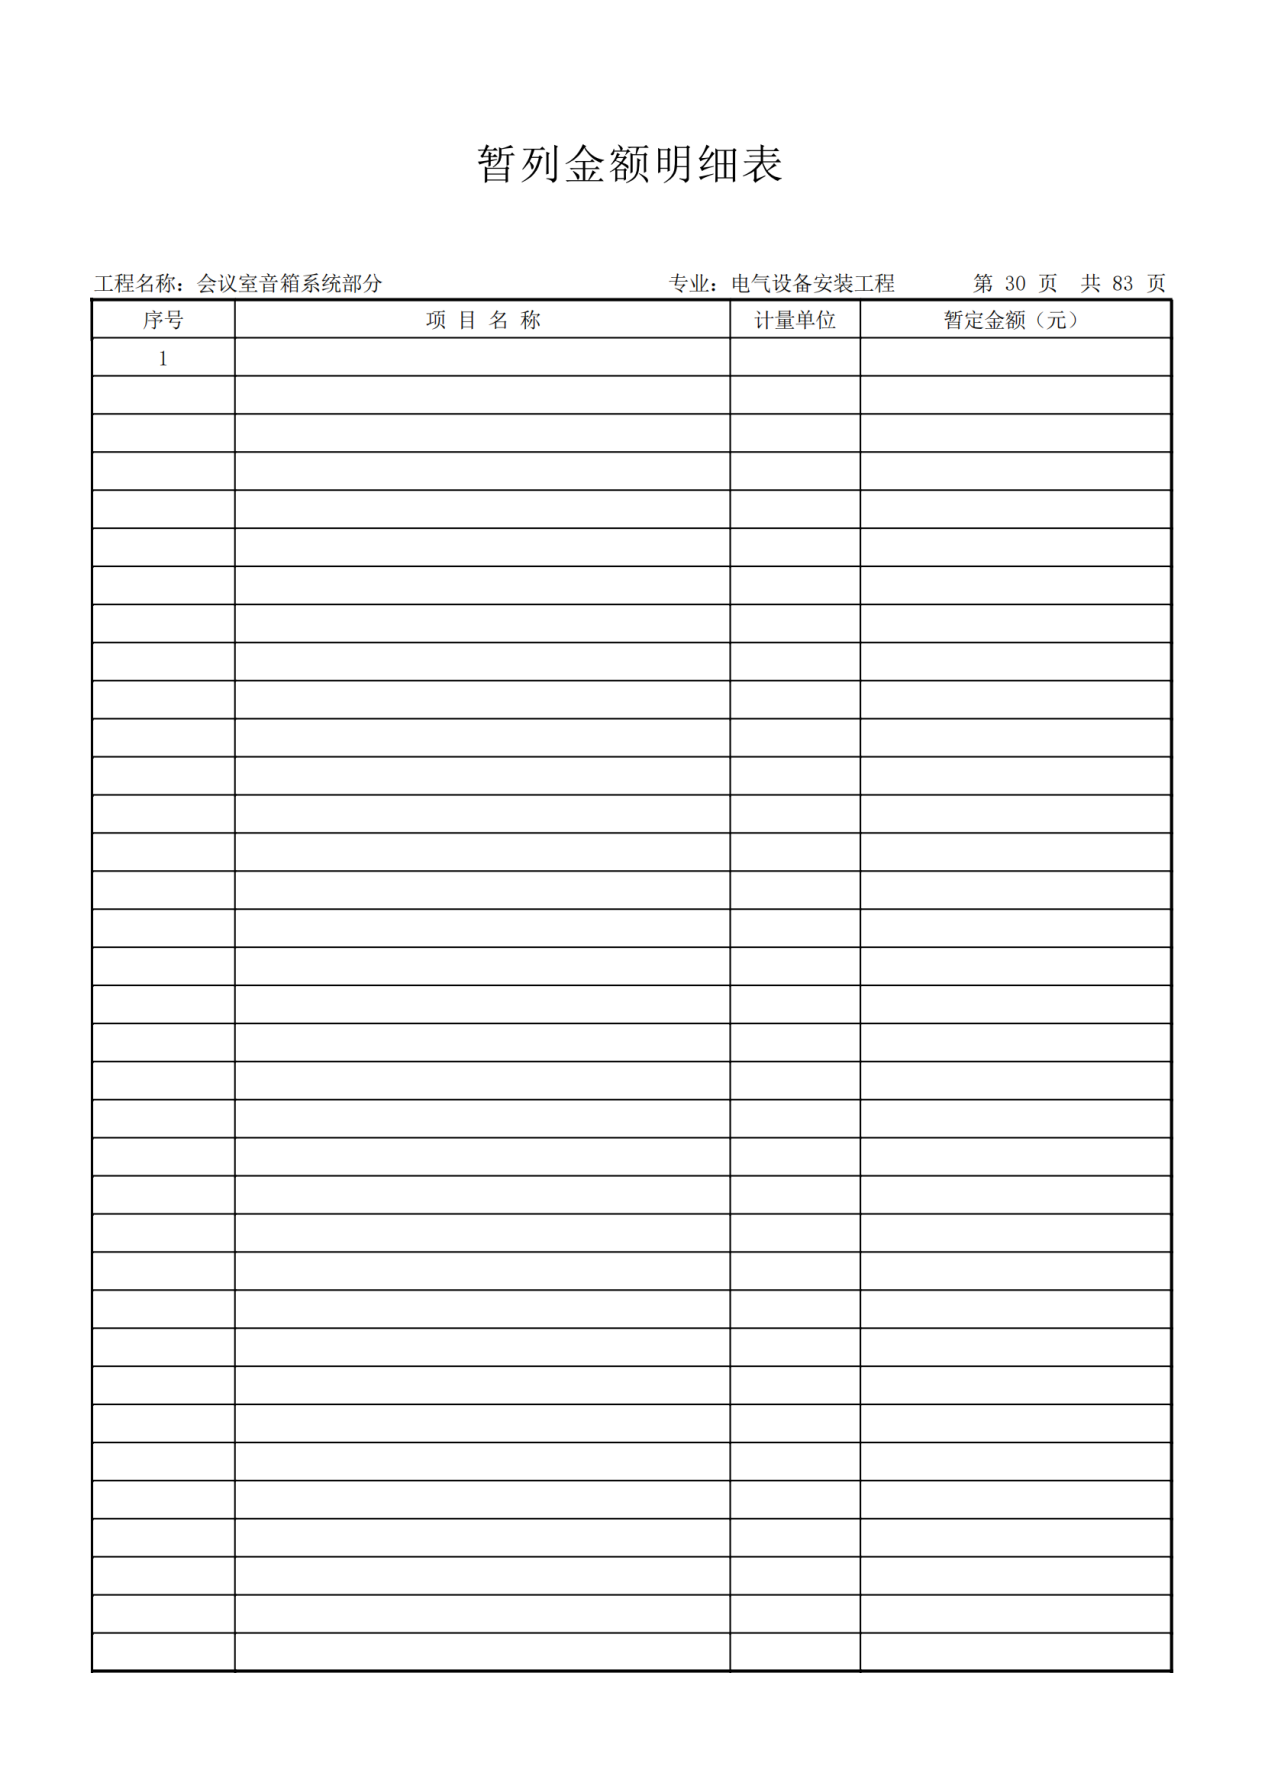 暂列金额明细表
工程名称：会议室音箱系统部分 专业：电气设备安装工程 第 30 页 共 83 页
序号 项 目 名 称 计量单位 暂定金额（元）
1